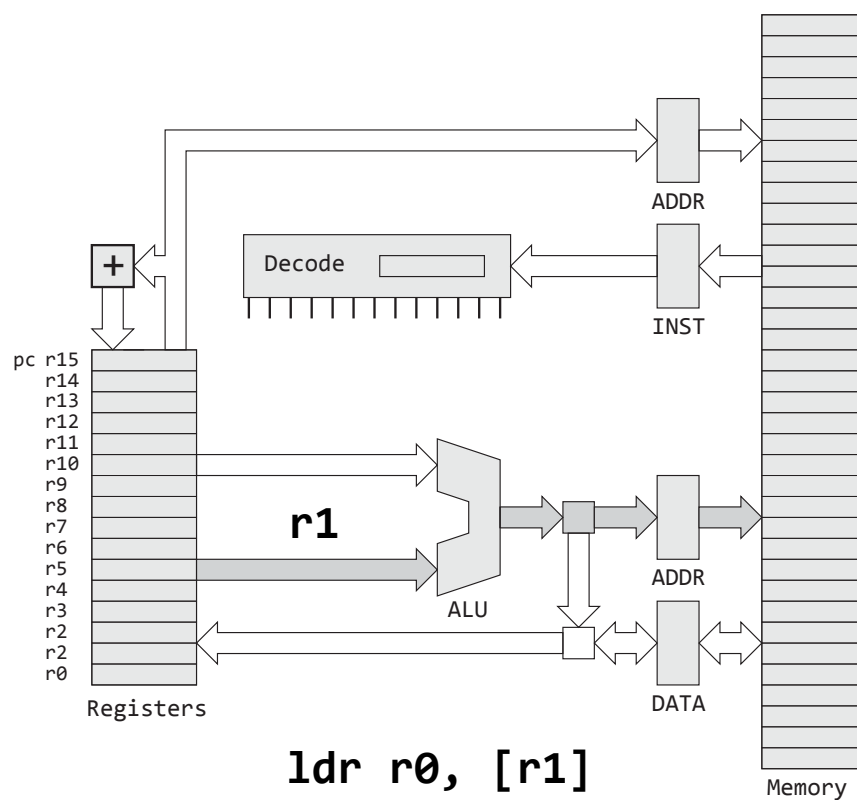 ADDR
+
Decode
INST
pc r15
r14
r13
r12
r11
r10
r9
r8
r7
r6
r5
r4
r3
r2
r2
r0
r1
ALU
ADDR
DATA
Registers
ldr r0, [r1]
Memory